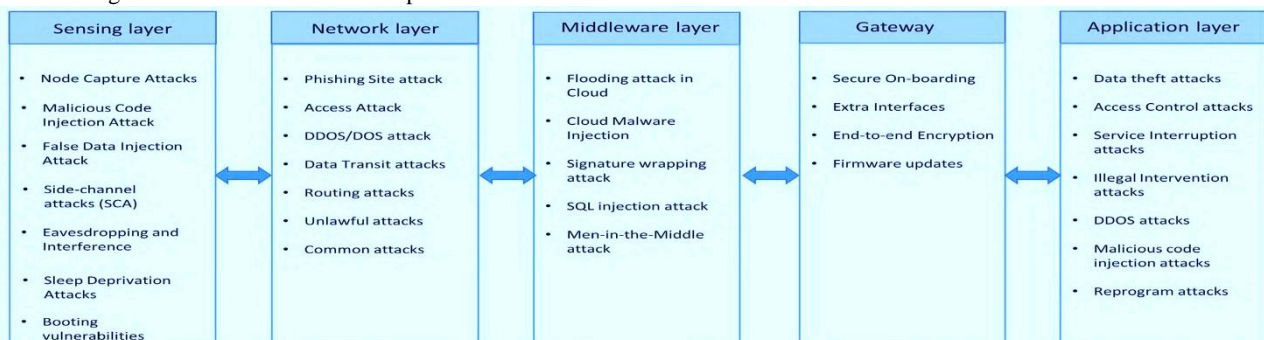 Sensing layer
Node Capture Attacks
Malicious Code
Injection Attack
False Data Injection
Attack
Side-channel
attacks (SCA)
Eavesdropping and
Interference
Sleep Deprivation
Attacks
Booting
vulnerabilities
Network layer
Phishing Site attack
Access Attack
DDOS/DOS attack
Data Transit attacks
Routing attacks
Unlawful attacks
Common attacks
Middleware layer
Flooding attack in
Cloud
Cloud Malware
Injection
Signature wrapping
attack
SQL injection attack
Men-in-the-Middle
attack
Gateway
Secure On-boarding
Extra Interfaces
End-to-end Encryption
Firmware updates
Application layer
Data theft attacks
Access Control attacks
Service Interruption
attacks
Illegal Intervention
attacks
DDOS attacks
Malicious code
injection attacks
Reprogram attacks